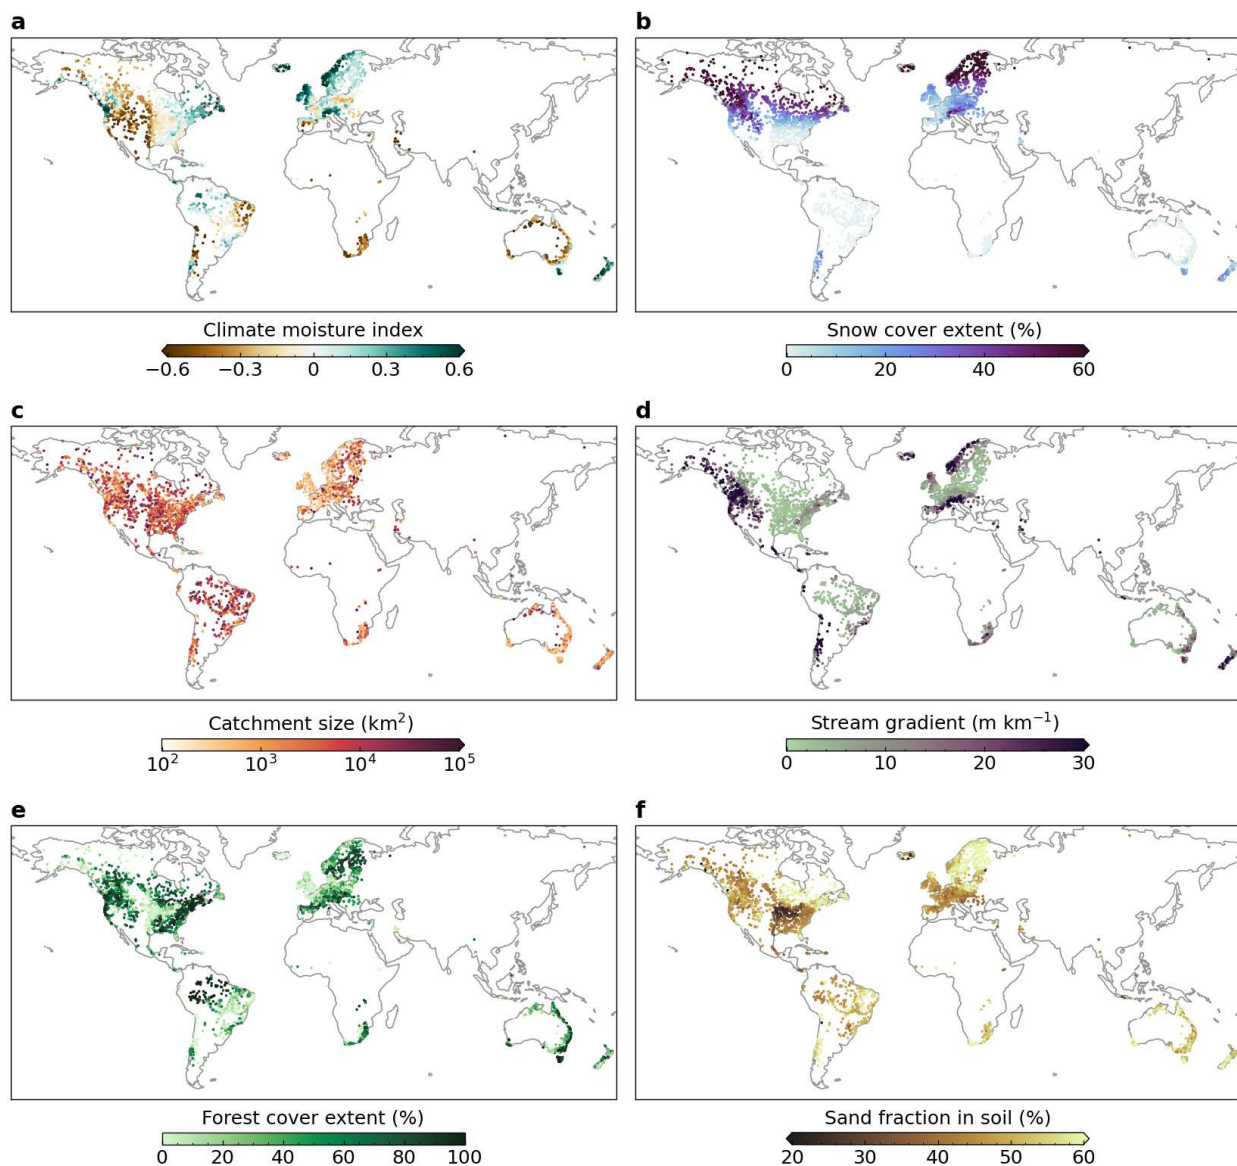 a
b
Climate moisture index
−0.6 −0.3 0 0.3 0.6
Snow cover extent (%)
0 20 40 60
c
d
Catchment size (km²)
10² 10³ 10⁴ 10⁵
Stream gradient (m km⁻¹)
0 10 20 30
e
f
Forest cover extent (%)
0 20 40 60 80 100
Sand fraction in soil (%)
20 30 40 50 60